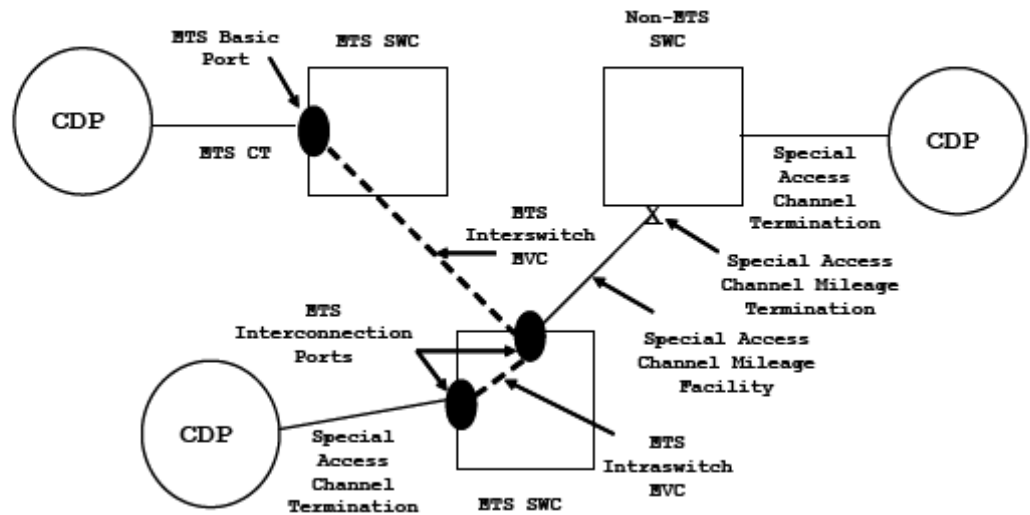 ETS Basic
Port
ETS SWC
Non-ETS
SWC
CDP
ETS CT
CDP
Special
Access
Channel
Termination
X
ETS
Interswitch
EVC
Special Access
Channel Mileage
Termination
ETS
Interconnection
Ports
Special Access
Channel Mileage
Facility
CDP
Special
Access
Channel
Termination
ETS
Intraswitch
EVC
ETS SWC